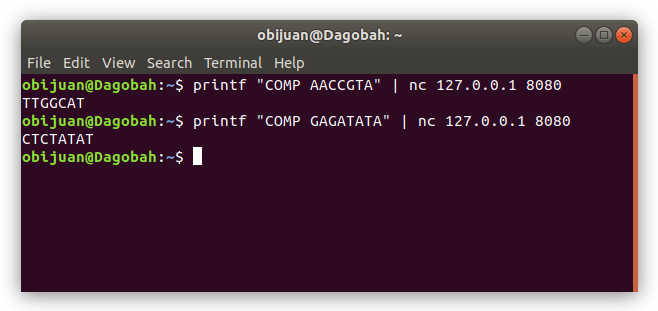 obijuan@Dagobah: ~
File Edit View Search Terminal Help
obijuan@Dagobah:~$ printf "COMP AACCGTA" | nc 127.0.0.1 8080
TTGGCAT
obijuan@Dagobah:~$ printf "COMP GAGATATA" | nc 127.0.0.1 8080
CTCTATAT
obijuan@Dagobah:~$